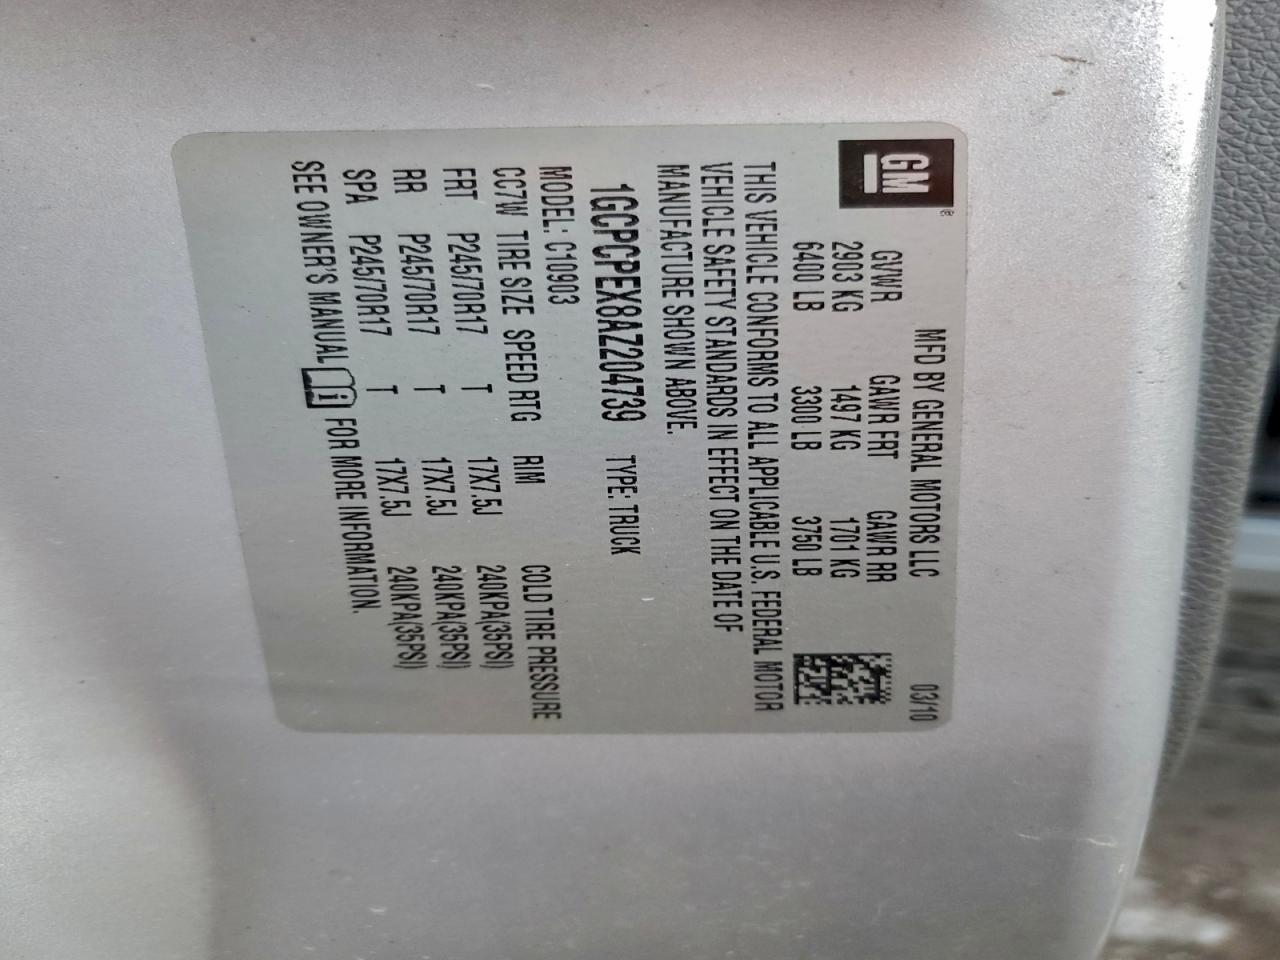 GM
MFD BY GENERAL MOTORS LLC 03/10
GVWR GAWR FRT GAWR RR
2903 KG 1497 KG 1701 KG
6400 LB 3300 LB 3750 LB
THIS VEHICLE CONFORMS TO ALL APPLICABLE U.S. FEDERAL MOTOR
VEHICLE SAFETY STANDARDS IN EFFECT ON THE DATE OF
MANUFACTURE SHOWN ABOVE.
1GCPCPEX8AZ204739 TYPE: TRUCK
MODEL: C10903
CC7W TIRE SIZE SPEED RTG RIM COLD TIRE PRESSURE
FRT P245/70R17 T 17X7.5J 240KPA(35PSI)
RR P245/70R17 T 17X7.5J 240KPA(35PSI)
SPA P245/70R17 T 17X7.5J 240KPA(35PSI)
SEE OWNER'S MANUAL i FOR MORE INFORMATION.